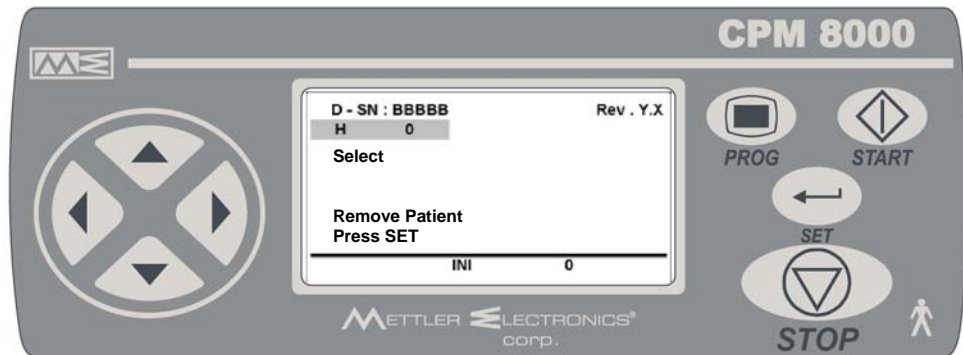 CPM 8000
D - SN : BBBBB Rev . Y.X
H 0
Select
Remove Patient
Press SET
INI 0
PROG START
SET
STOP
METTLER ELECTRONICS®
corp.